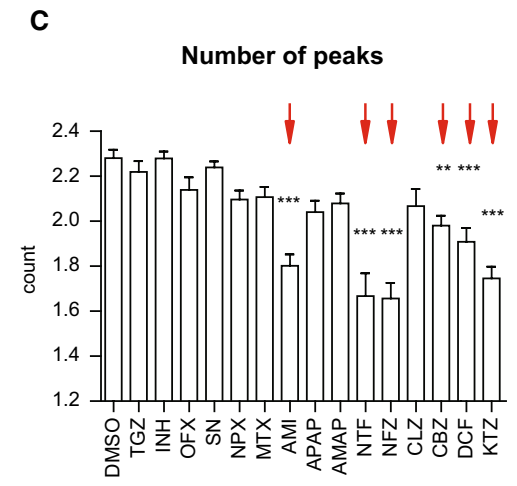 C
Number of peaks
2.4
2.2
2.0
1.8
1.6
1.4
1.2
count
** ***
***
***
*** ***
DMSO
TGZ
INH
OFX
SN
NPX
MTX
AMI
APAP
AMAP
NTF
NFZ
CLZ
CBZ
DCF
KTZ